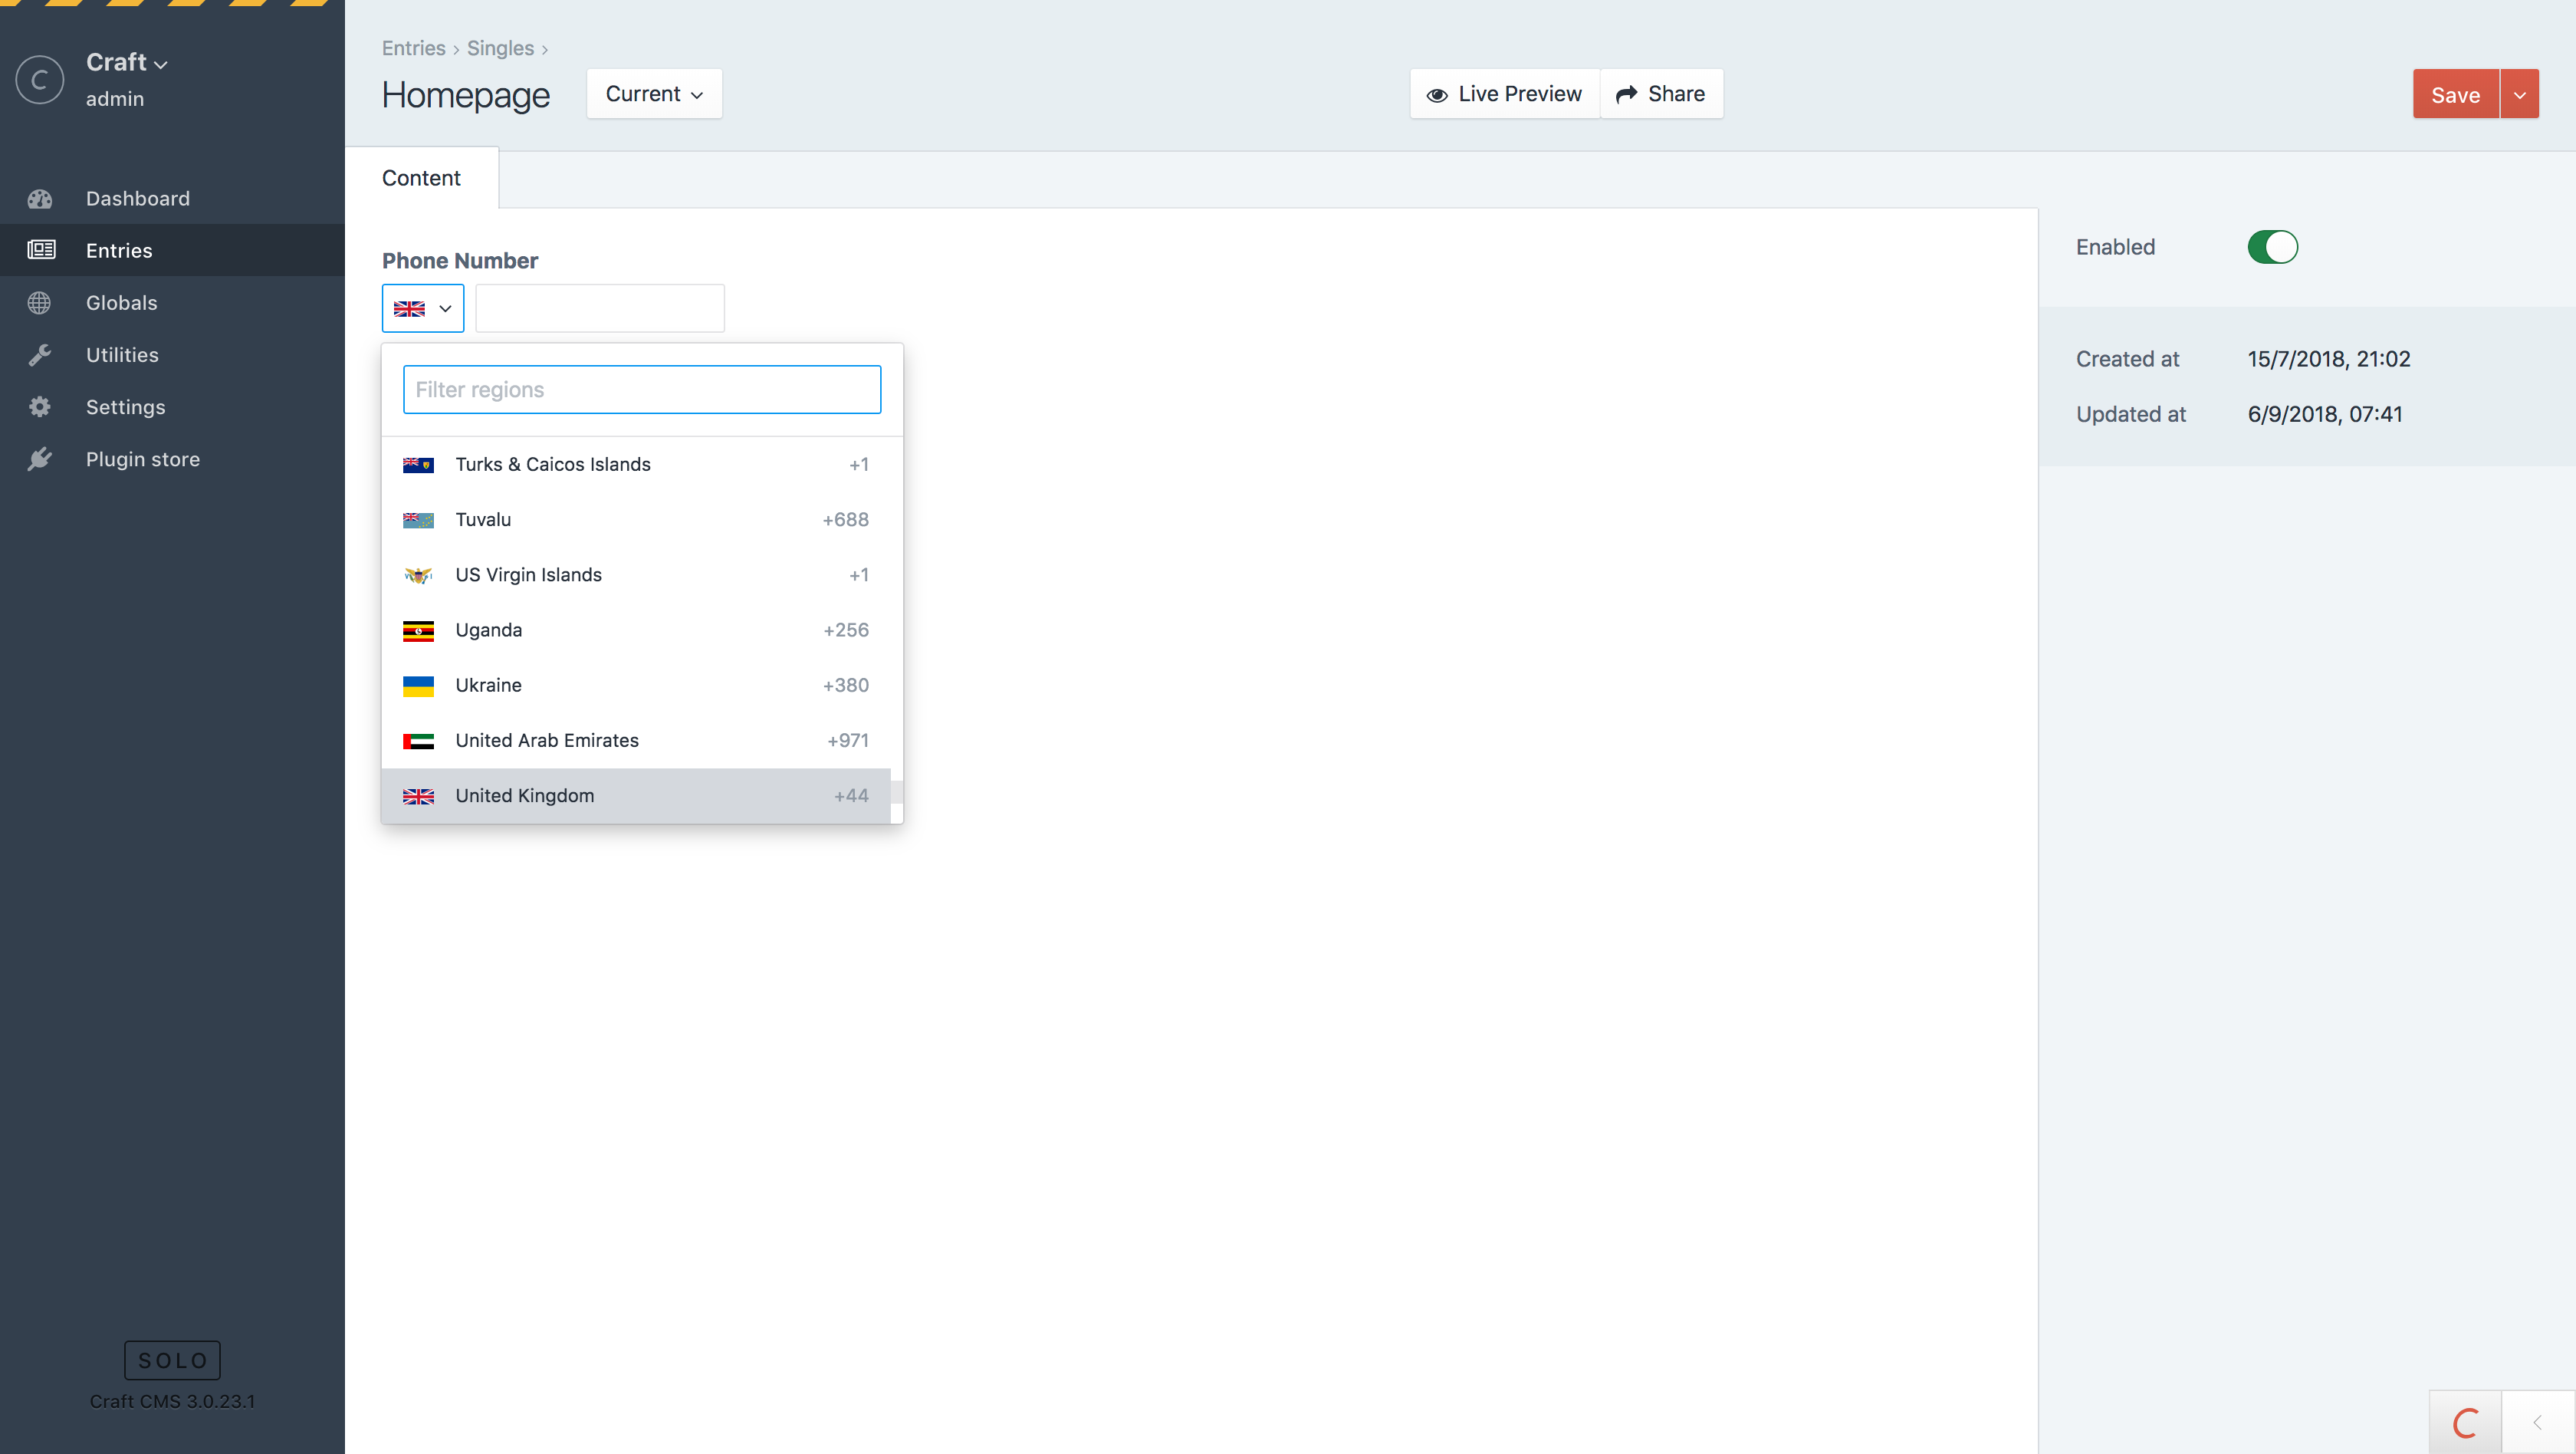 Craft
admin
Dashboard
Entries
Globals
Utilities
Settings
Plugin store
SOLO
Craft CMS 3.0.23.1
Entries › Singles ›
Homepage
Current
Live Preview
Share
Save
Content
Phone Number
Filter regions
Turks & Caicos Islands +1
Tuvalu +688
US Virgin Islands +1
Uganda +256
Ukraine +380
United Arab Emirates +971
United Kingdom +44
Enabled
Created at 15/7/2018, 21:02
Updated at 6/9/2018, 07:41